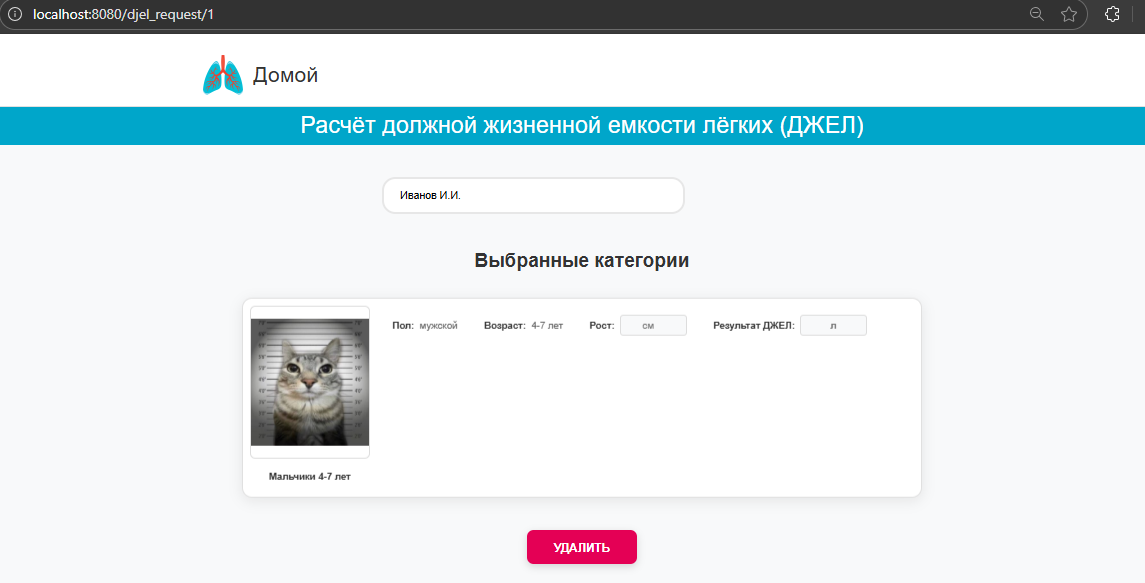 localhost:8080/djel_request/1
Домой
Расчёт должной жизненной емкости лёгких (ДЖЕЛ)
Иванов И.И.
Выбранные категории
Пол: мужской Возраст: 4-7 лет Рост: см Результат ДЖЕЛ: л
Мальчики 4-7 лет
УДАЛИТЬ